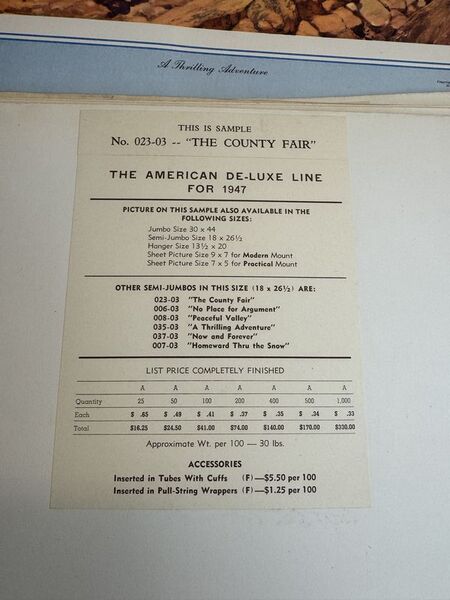 A Thrilling Adventure
THIS IS SAMPLE
No. 023-03 -- "THE COUNTY FAIR"
THE AMERICAN DE-LUXE LINE
FOR 1947
PICTURE ON THIS SAMPLE ALSO AVAILABLE IN THE
FOLLOWING SIZES:
Jumbo Size 30 x 44
Semi-Jumbo Size 18 x 26½
Hanger Size 13½ x 20
Sheet Picture Size 9 x 7 for Modern Mount
Sheet Picture Size 7 x 5 for Practical Mount
OTHER SEMI-JUMBOS IN THIS SIZE (18 x 26½) ARE:
023-03 "The County Fair"
006-03 "No Place for Argument"
008-03 "Peaceful Valley"
035-03 "A Thrilling Adventure"
037-03 "Now and Forever"
007-03 "Homeward Thru the Snow"
LIST PRICE COMPLETELY FINISHED
A A A A A A A
Quantity 25 50 100 200 400 500 1,000
Each $ .65 $ .49 $ .41 $ .37 $ .35 $ .34 $ .33
Total $16.25 $24.50 $41.00 $74.00 $140.00 $170.00 $330.00
Approximate Wt. per 100 — 30 lbs.
ACCESSORIES
Inserted in Tubes With Cuffs (F)—$5.50 per 100
Inserted in Pull-String Wrappers (F)—$1.25 per 100